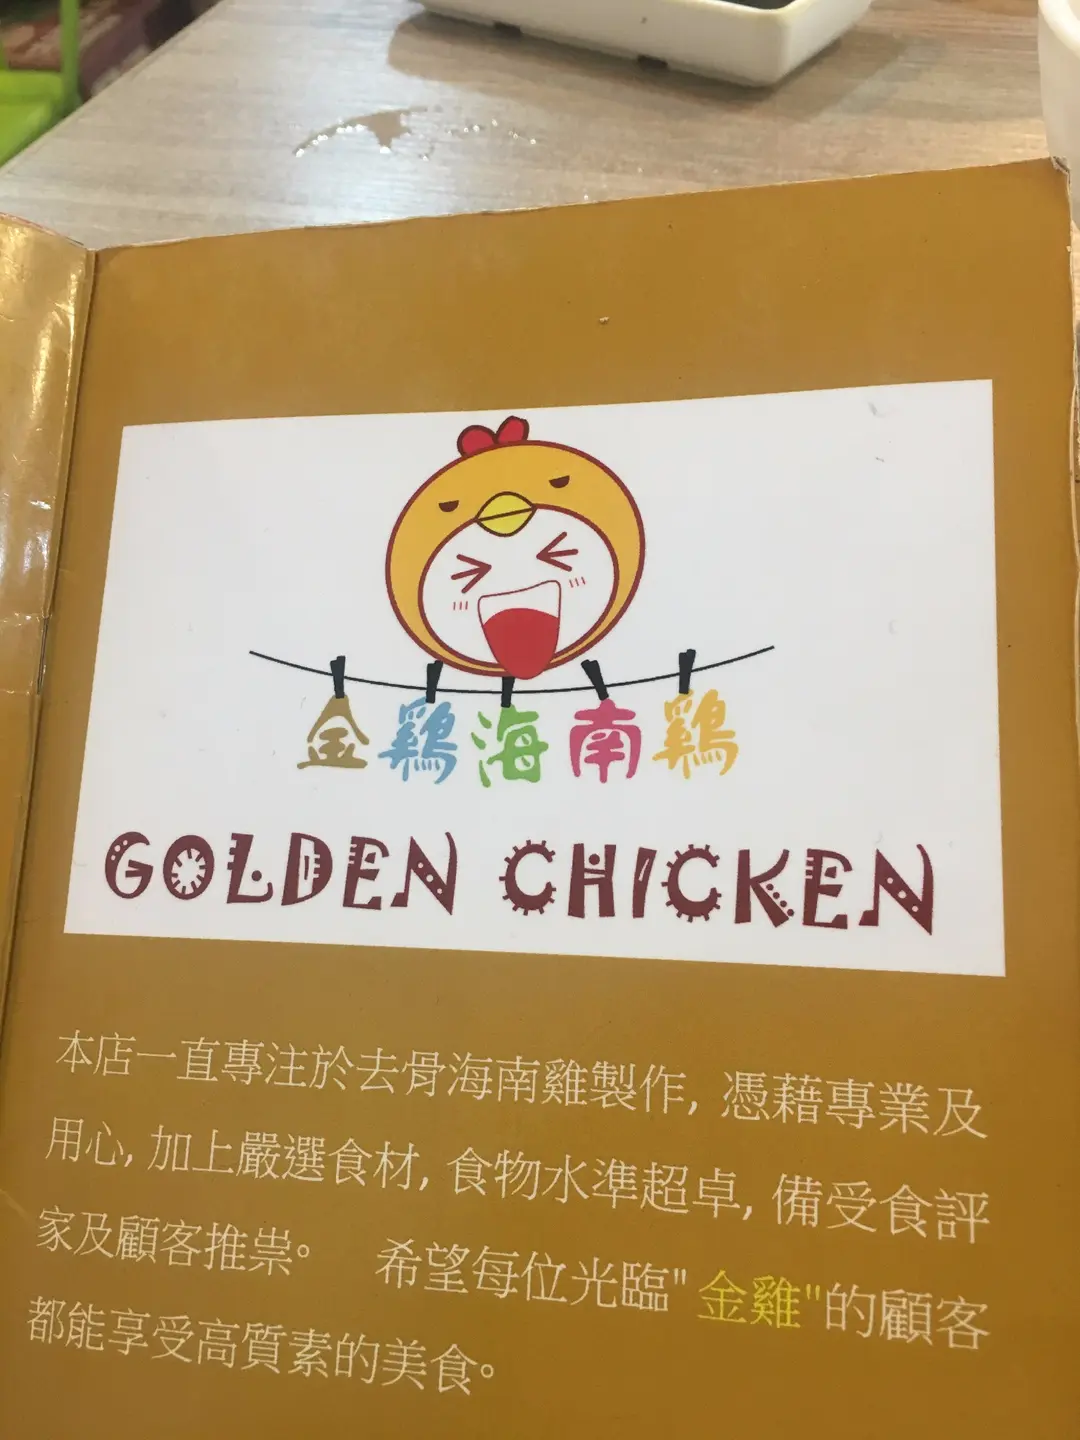 金鷄海南鷄
GOLDEN CHICKEN
本店一直專注於去骨海南雞製作, 憑藉專業及
用心, 加上嚴選食材, 食物水準超卓, 備受食評
家及顧客推祟。 希望每位光臨"金雞"的顧客
都能享受高質素的美食。